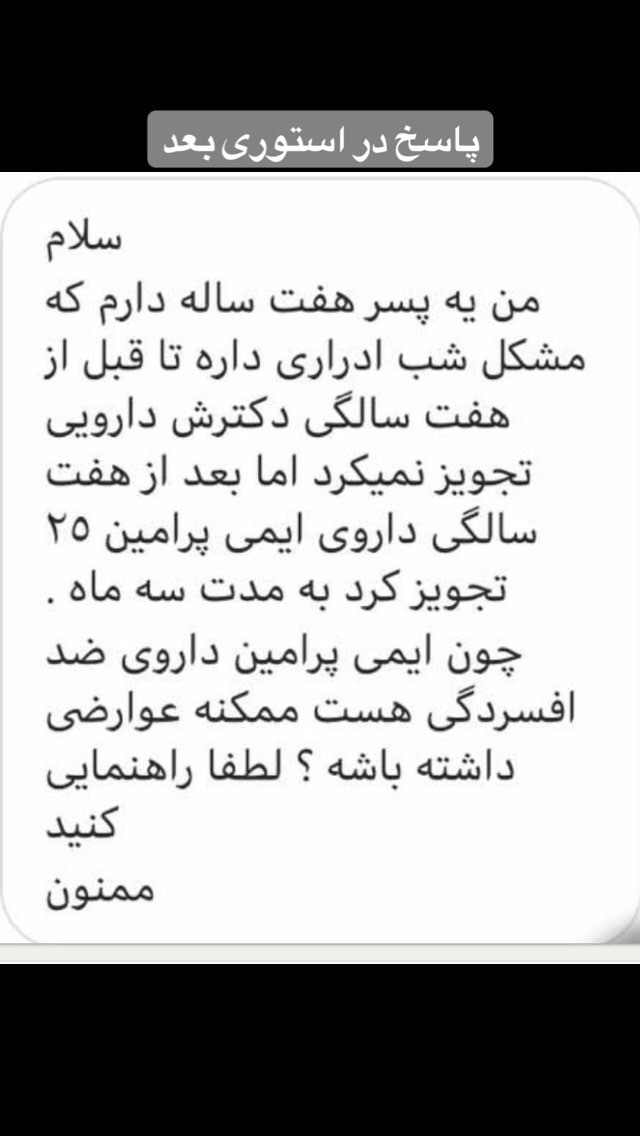 پاسخ در استوری بعد
سلام
من یه پسر هفت ساله دارم که
مشکل شب ادراری داره تا قبل از
هفت سالگی دکترش دارویی
تجویز نمیکرد اما بعد از هفت
سالگی داروی ایمی پرامین ۲۵
تجویز کرد به مدت سه ماه .
چون ایمی پرامین داروی ضد
افسردگی هست ممکنه عوارضی
داشته باشه ؟ لطفا راهنمایی
کنید
ممنون